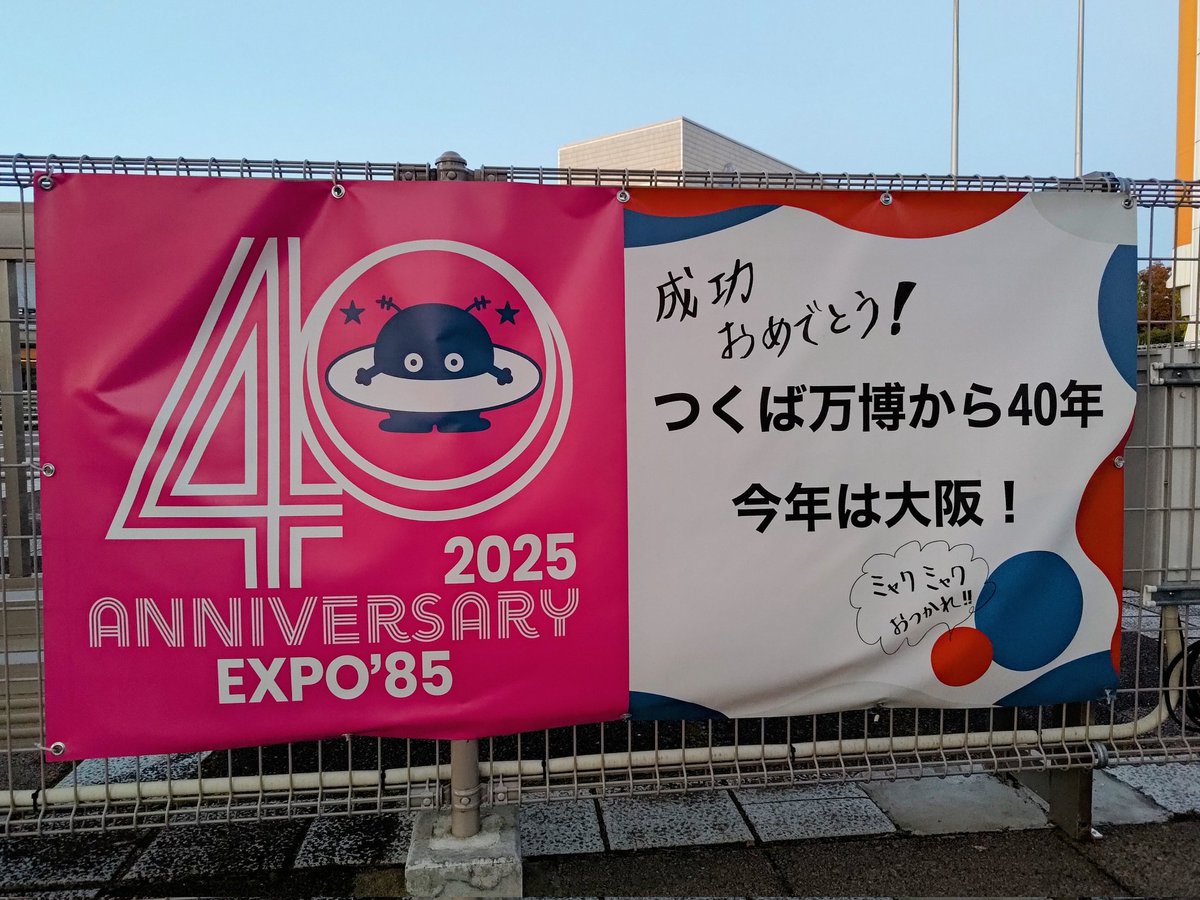 40
2025
ANNIVERSARY
EXPO'85
成功
おめでとう!
つくば万博から40年
今年は大阪！
ミャク ミャク
おつかれ!!